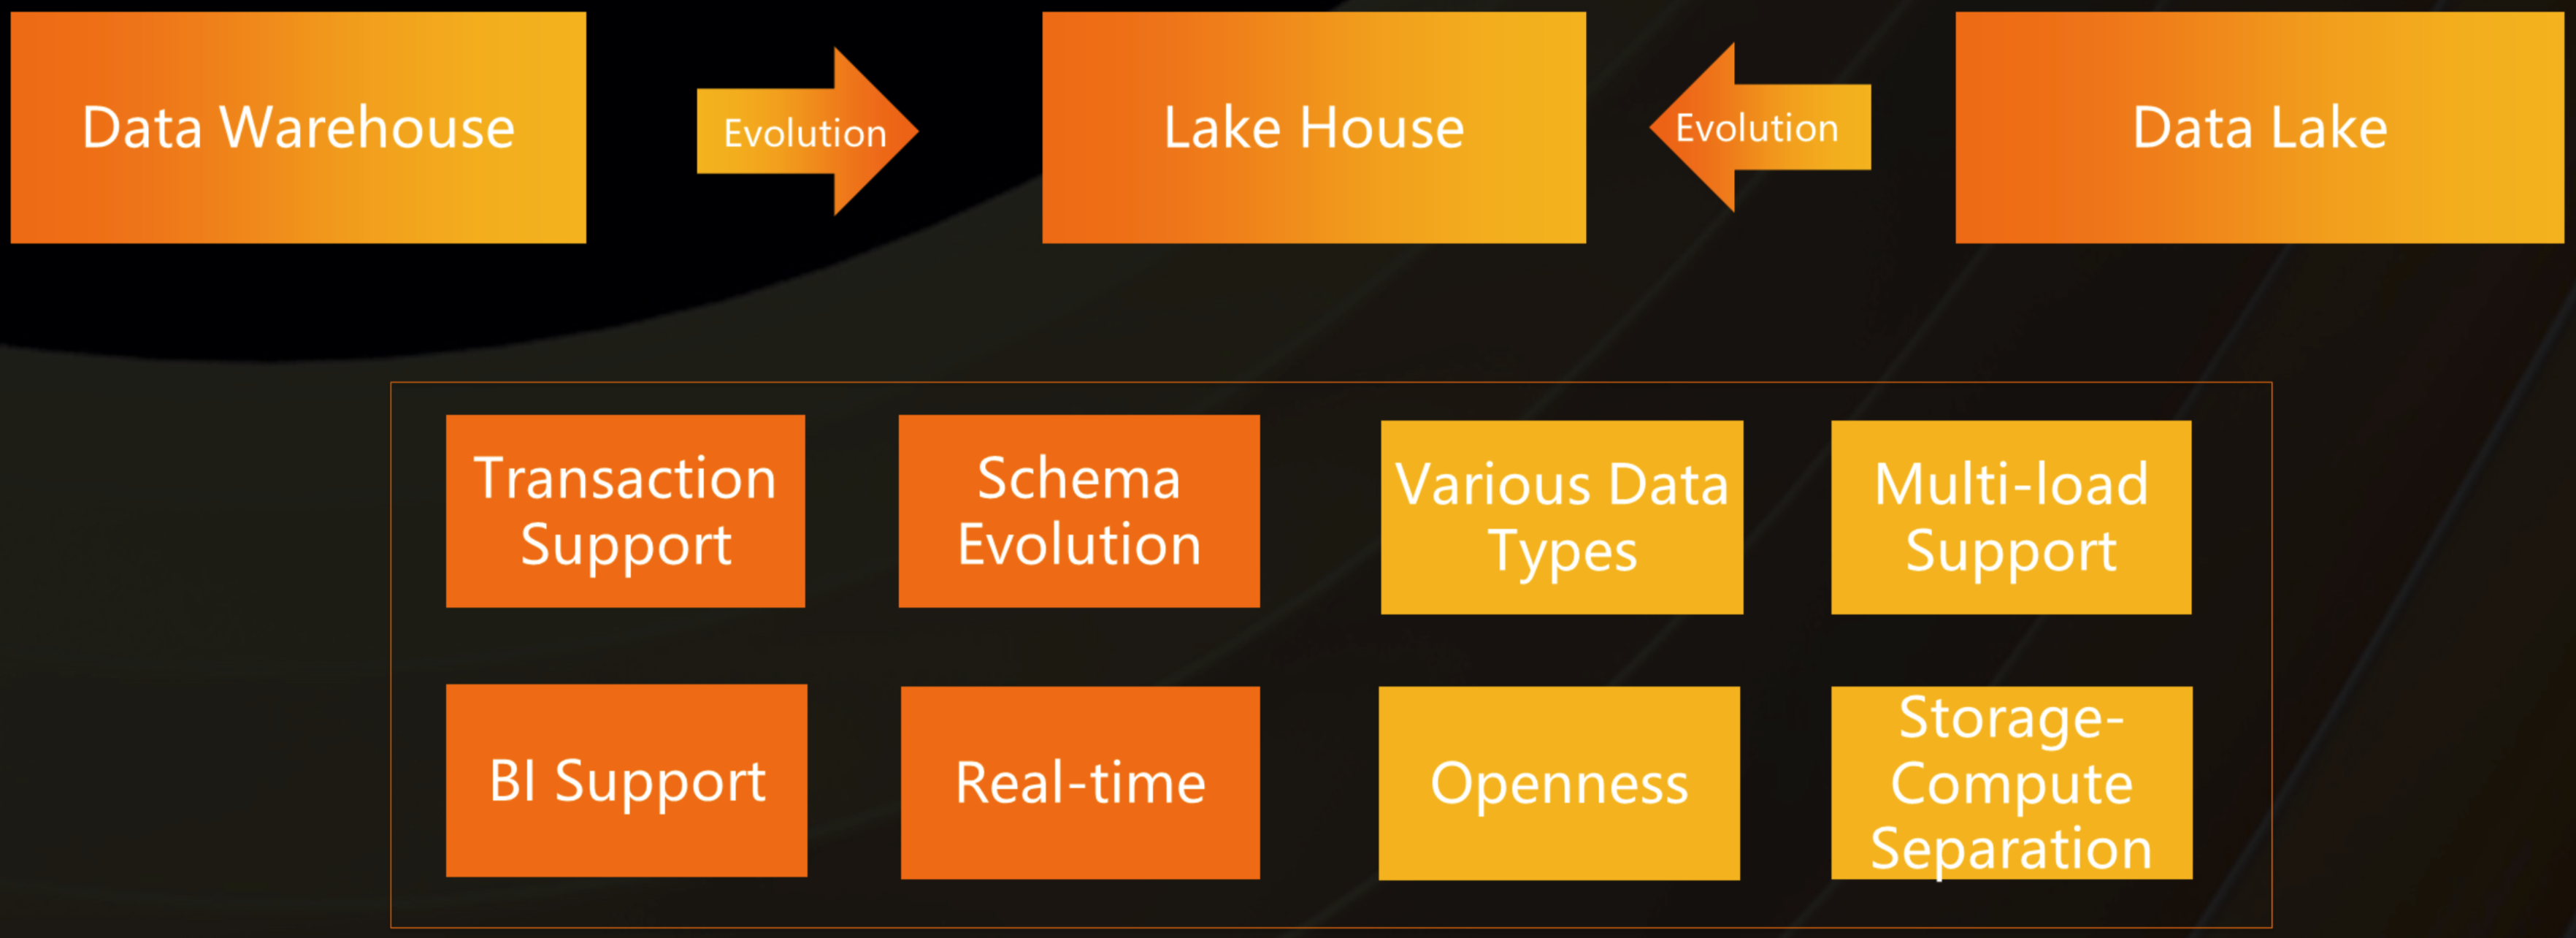 Data Warehouse
Evolution
Lake House
Evolution
Data Lake
Transaction
Support
Schema
Evolution
Various Data
Types
Multi-load
Support
BI Support
Real-time
Openness
Storage-
Compute
Separation